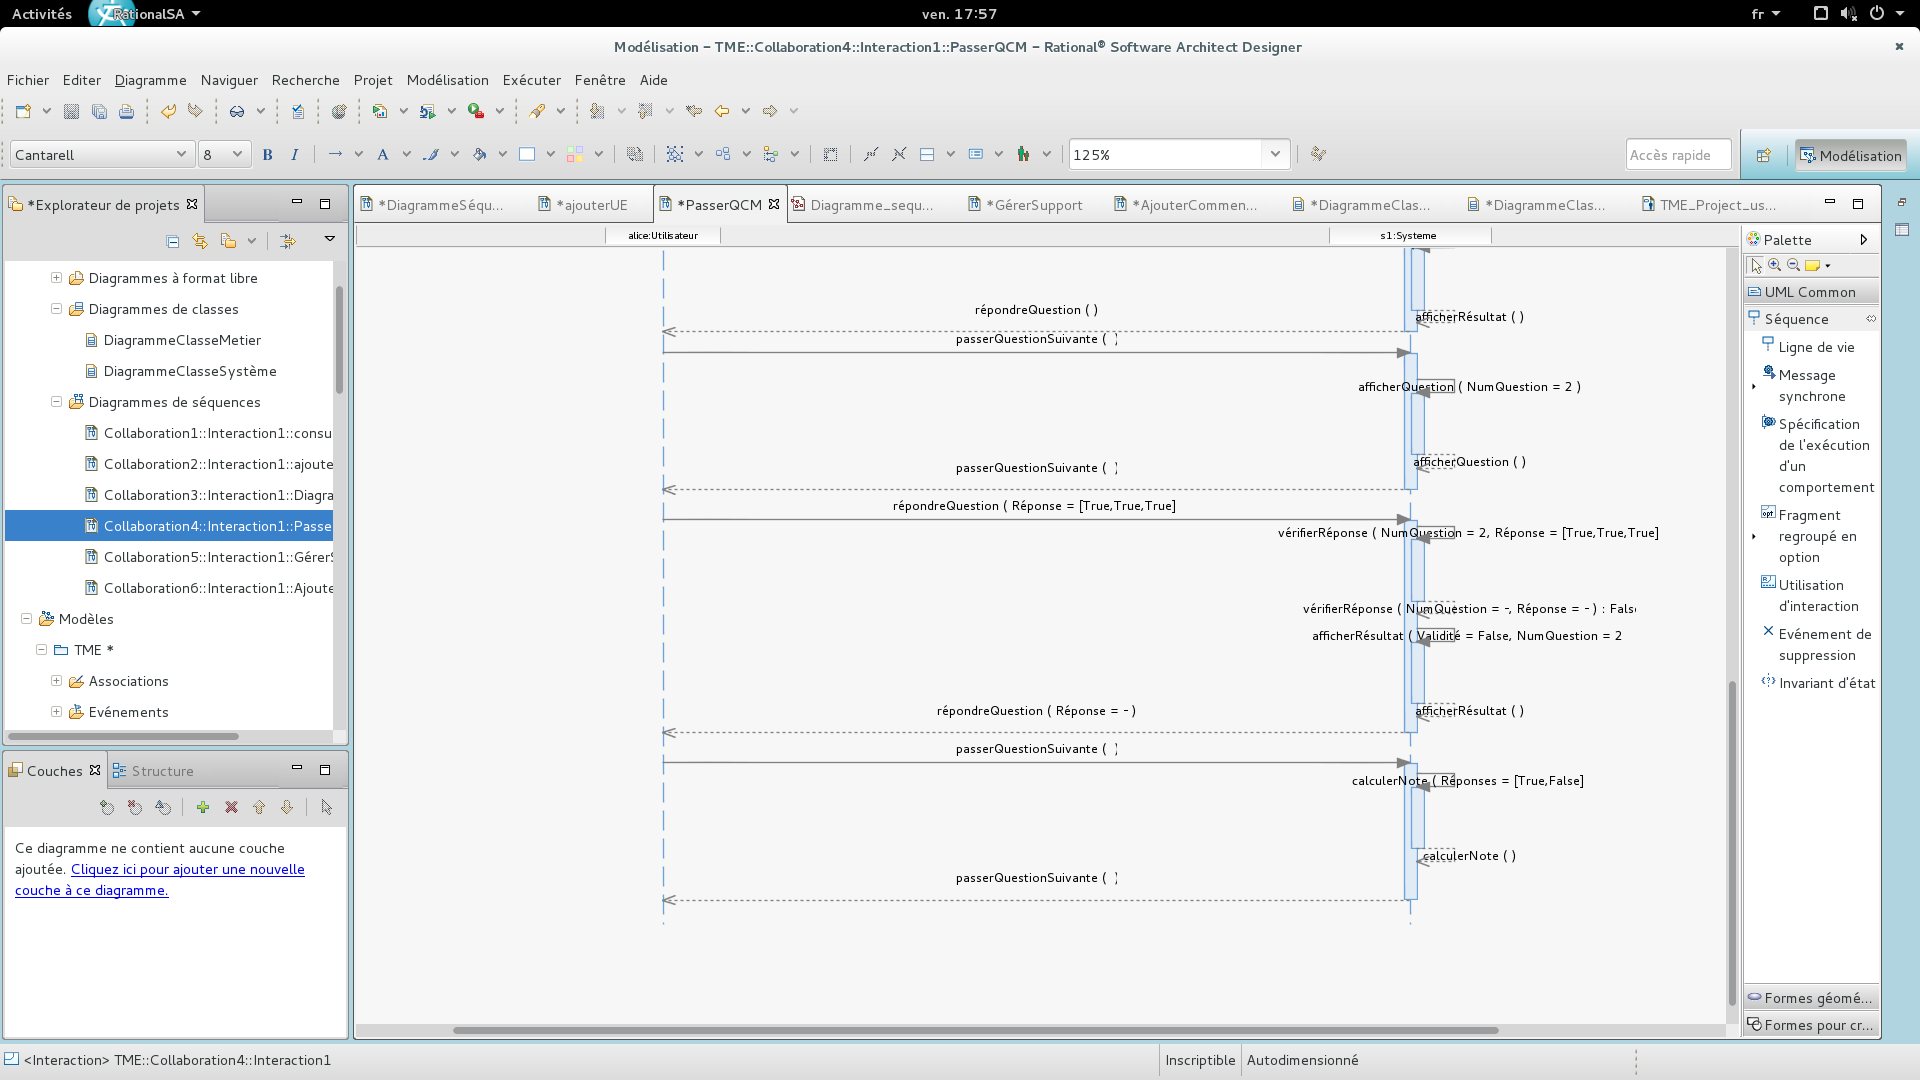 Activités
RationalSA
ven. 17:57
fr
Modélisation – TME::Collaboration4::Interaction1::PasserQCM – Rational® Software Architect Designer
Fichier Editer Diagramme Naviguer Recherche Projet Modélisation Exécuter Fenêtre Aide
Cantarell
8
B I
A
125%
Accès rapide
Modélisation
*Explorateur de projets
Diagrammes à format libre
Diagrammes de classes
DiagrammeClasseMetier
DiagrammeClasseSystème
Diagrammes de séquences
Collaboration1::Interaction1::consu
Collaboration2::Interaction1::ajoute
Collaboration3::Interaction1::Diagra
Collaboration4::Interaction1::Passe
Collaboration5::Interaction1::Gérer
Collaboration6::Interaction1::Ajoute
Modèles
TME *
Associations
Evénements
Couches
Structure
Ce diagramme ne contient aucune couche
ajoutée. Cliquez ici pour ajouter une nouvelle
couche à ce diagramme.
*DiagrammeSéqu...
*ajouterUE
*PasserQCM
Diagramme_sequ...
*GérerSupport
*AjouterCommen...
*DiagrammeClas...
*DiagrammeClas...
TME_Project_us...
alice:Utilisateur
s1:Systeme
répondreQuestion ( )
afficherRésultat ( )
passerQuestionSuivante ( )
afficherQuestion ( NumQuestion = 2 )
afficherQuestion ( )
passerQuestionSuivante ( )
répondreQuestion ( Réponse = [True,True,True]
vérifierRéponse ( NumQuestion = 2, Réponse = [True,True,True]
vérifierRéponse ( NumQuestion = -, Réponse = - ) : False
afficherRésultat ( Validité = False, NumQuestion = 2
répondreQuestion ( Réponse = - )
afficherRésultat ( )
passerQuestionSuivante ( )
calculerNote ( Réponses = [True,False]
calculerNote ( )
passerQuestionSuivante ( )
Palette
UML Common
Séquence
Ligne de vie
Message
synchrone
Spécification
de l'exécution
d'un
comportement
Fragment
regroupé en
option
Utilisation
d'interaction
Evénement de
suppression
Invariant d'état
Formes géomé...
Formes pour cr...
<Interaction> TME::Collaboration4::Interaction1
Inscriptible
Autodimensionné